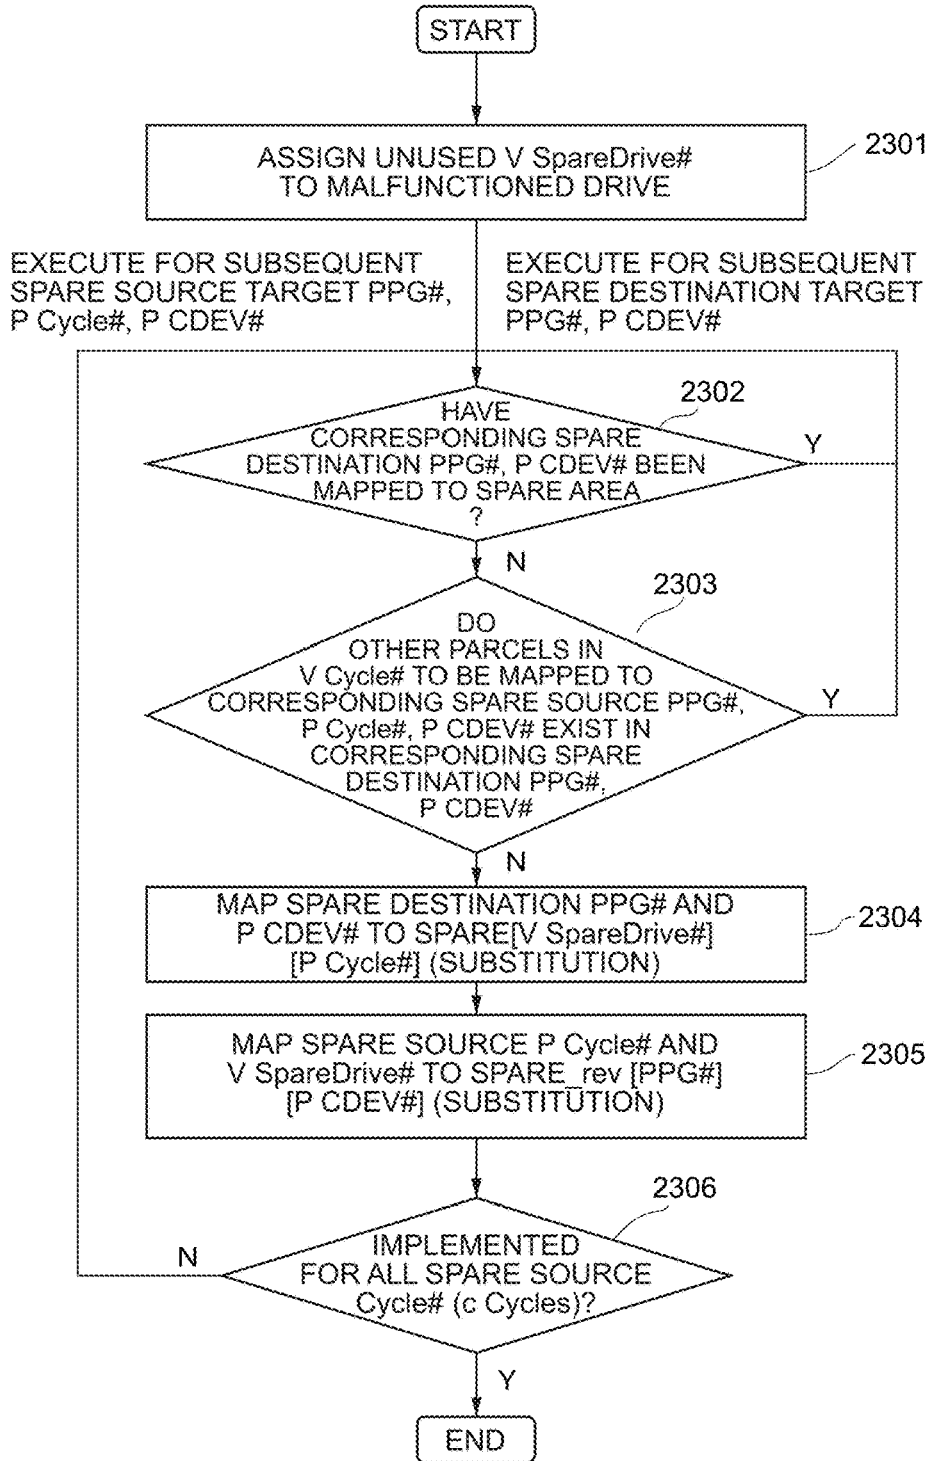 START
ASSIGN UNUSED V SpareDrive#
TO MALFUNCTIONED DRIVE
2301
EXECUTE FOR SUBSEQUENT
SPARE SOURCE TARGET PPG#,
P Cycle#, P CDEV#
EXECUTE FOR SUBSEQUENT
SPARE DESTINATION TARGET
PPG#, P CDEV#
2302
HAVE
CORRESPONDING SPARE
DESTINATION PPG#, P CDEV# BEEN
MAPPED TO SPARE AREA
?
Y
N
2303
DO
OTHER PARCELS IN
V Cycle# TO BE MAPPED TO
CORRESPONDING SPARE SOURCE PPG#,
P Cycle#, P CDEV# EXIST IN
CORRESPONDING SPARE
DESTINATION PPG#,
P CDEV#
Y
N
MAP SPARE DESTINATION PPG# AND
P CDEV# TO SPARE[V SpareDrive#]
[P Cycle#] (SUBSTITUTION)
2304
MAP SPARE SOURCE P Cycle# AND
V SpareDrive# TO SPARE_rev [PPG#]
[P CDEV#] (SUBSTITUTION)
2305
2306
N
IMPLEMENTED
FOR ALL SPARE SOURCE
Cycle# (c Cycles)?
Y
END